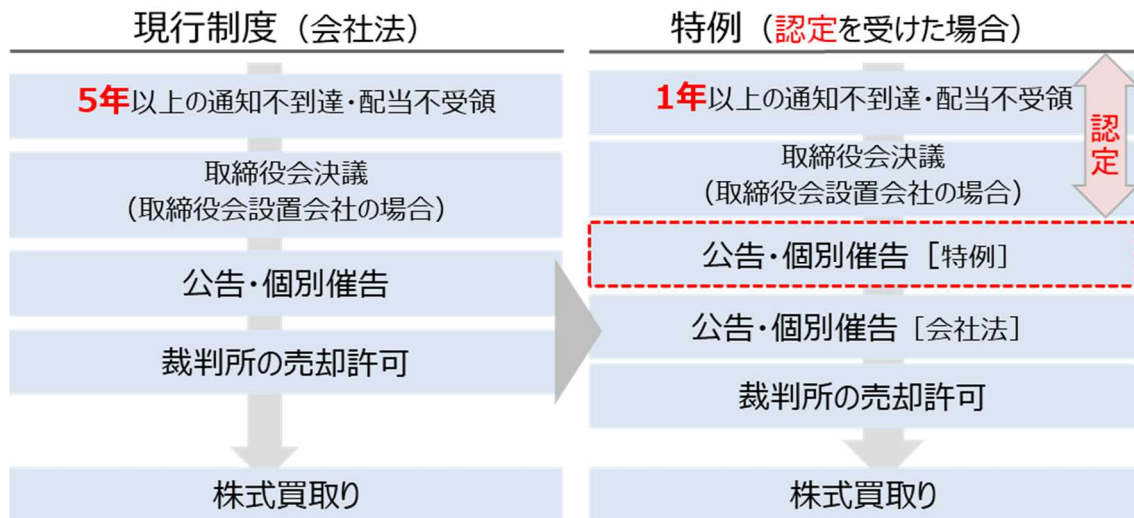 現行制度（会社法）
5年以上の通知不到達・配当不受領
取締役会決議
（取締役会設置会社の場合）
公告・個別催告
裁判所の売却許可
株式買取り
特例（認定を受けた場合）
1年以上の通知不到達・配当不受領
取締役会決議
（取締役会設置会社の場合）
公告・個別催告［特例］
公告・個別催告［会社法］
裁判所の売却許可
株式買取り
認定